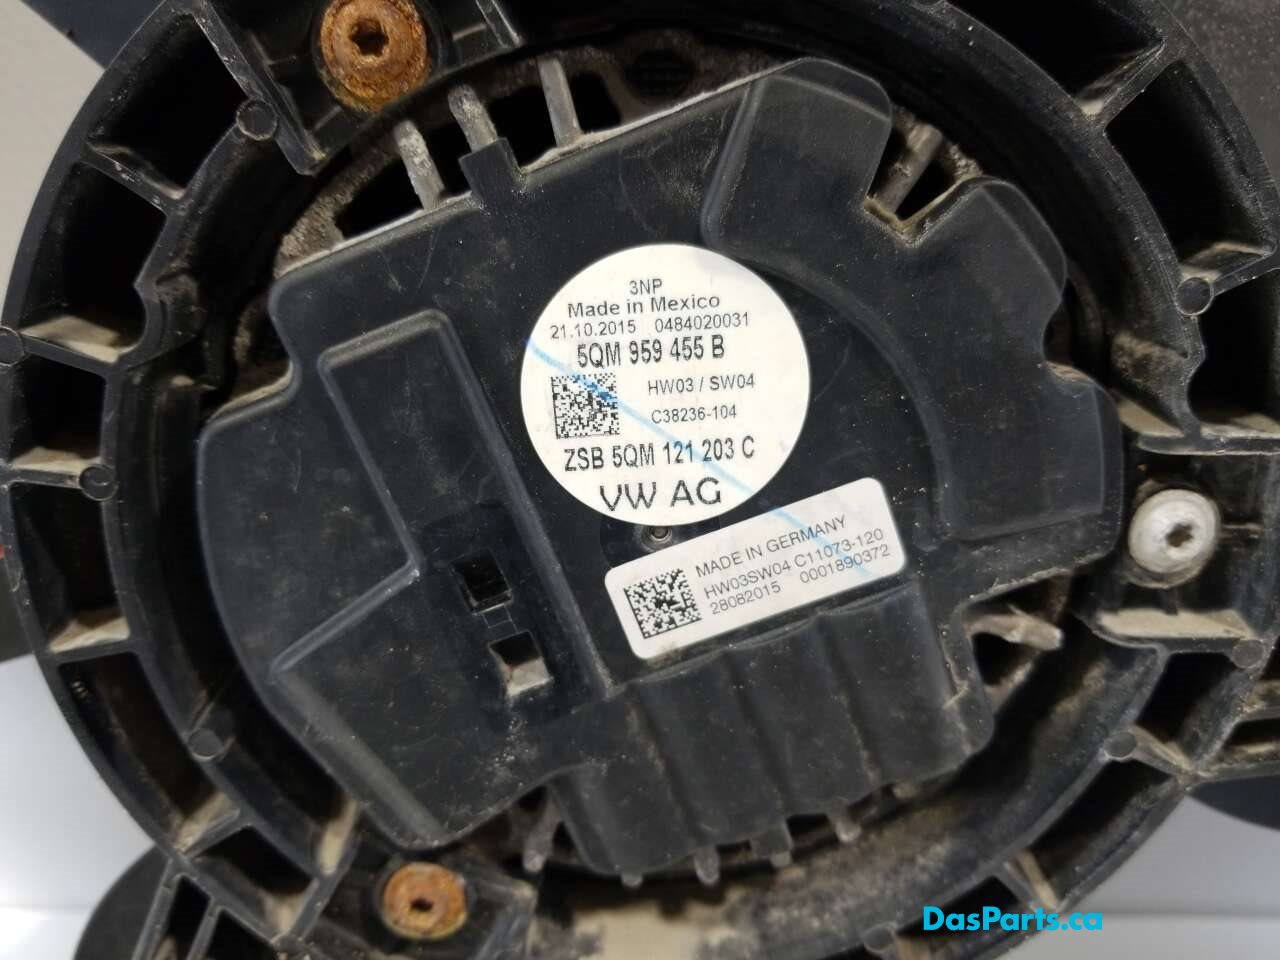 3NP
Made in Mexico
21.10.2015 0484020031
5QM 959 455 B
HW03 / SW04
C38236-104
ZSB 5QM 121 203 C
VW AG
MADE IN GERMANY
HW03SW04 C11073-120
28082015 0001890372
DasParts.ca